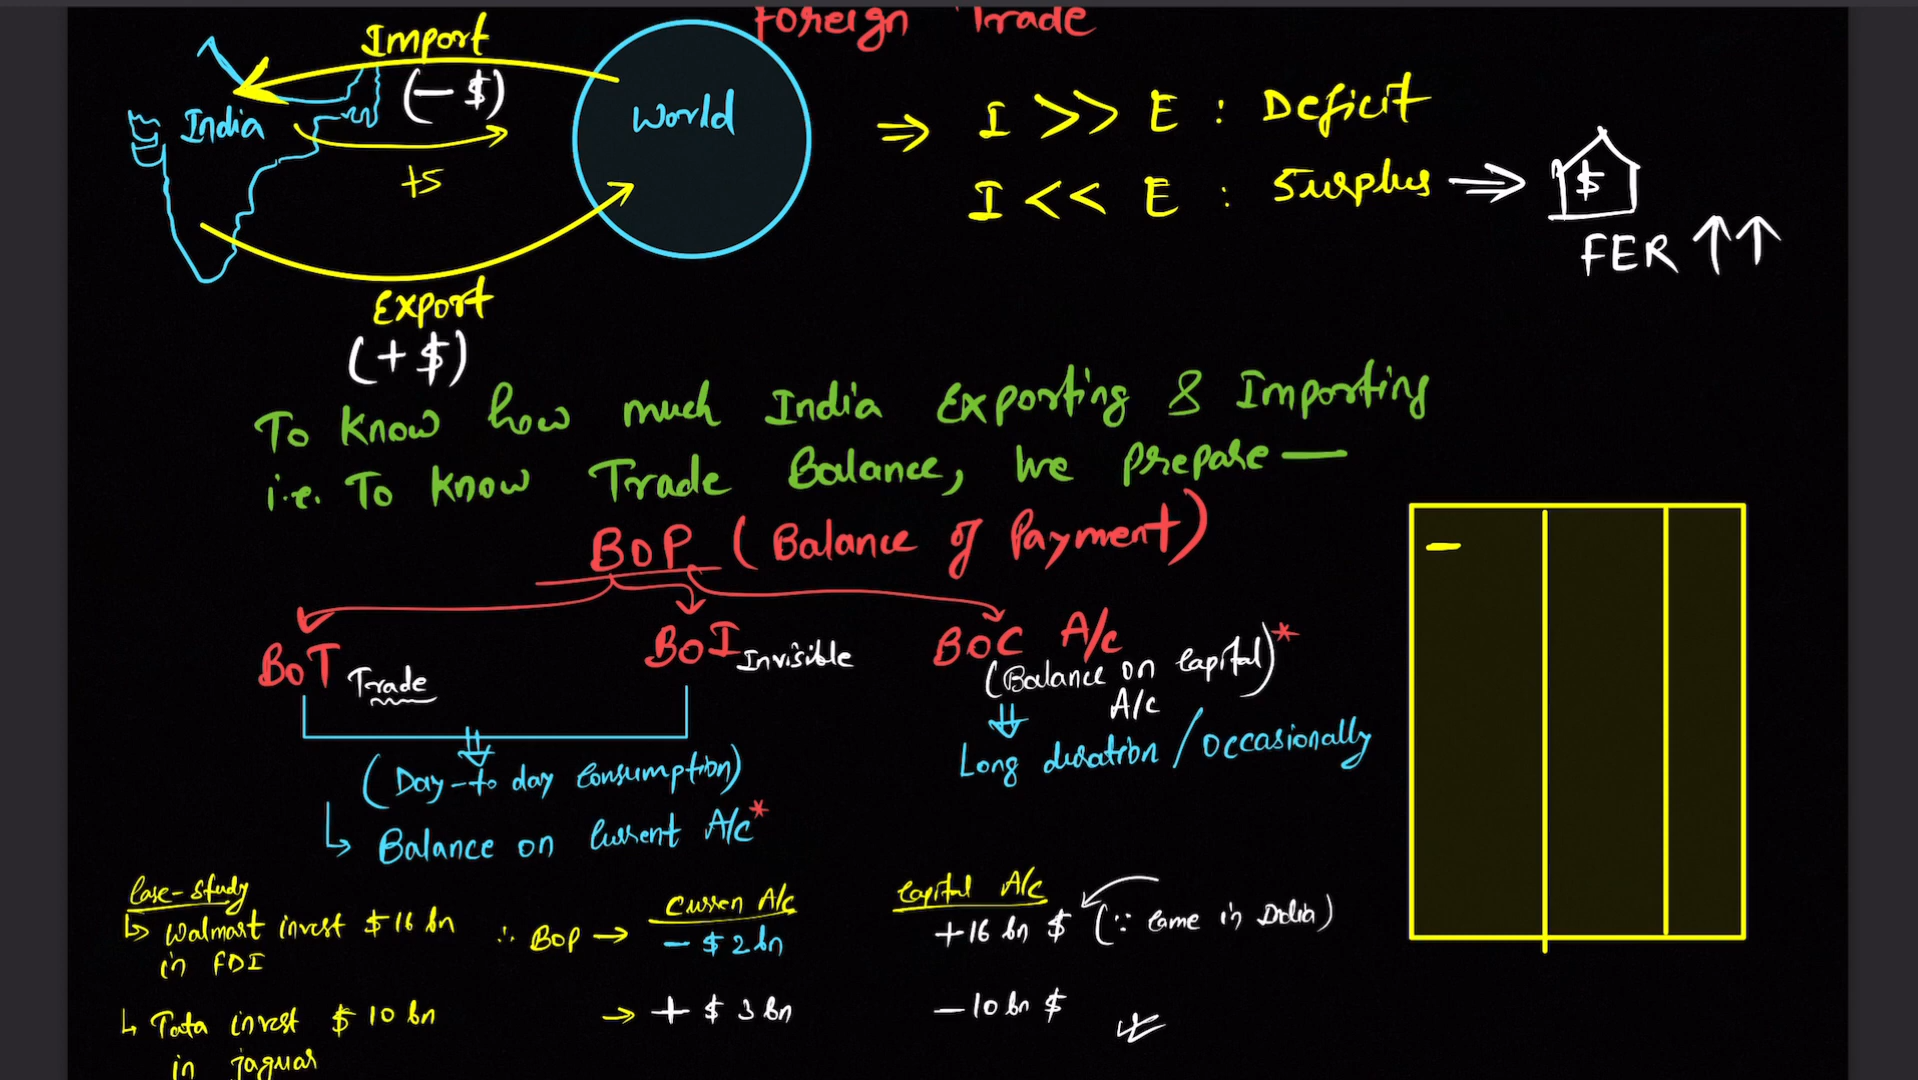 Foreign Trade
Import
(- $)
India
World
+5
Export
(+ $)
⇒ I >> E : Deficit
I << E : Surplus ⇒ $
FER ↑↑
To Know how much India Exporting & Importing
i.e. To Know Trade Balance, We prepare —
BOP (Balance of Payment)
BOT Trade
BOI Invisible
BOC A/c
(Balance on Capital)*
A/c
(Day-to day Consumption)
↳ Balance on Current A/c*
Long duration / Occasionally
Case-Study
↳ Walmart invest $ 16 bn
in FDI
∴ BOP →
Curren A/c
- $ 2 bn
Capital A/c
+16 bn $ (∵ Came in India)
↳ Tata invest $ 10 bn
in jaguar
→ + $ 3 bn
-10 bn $